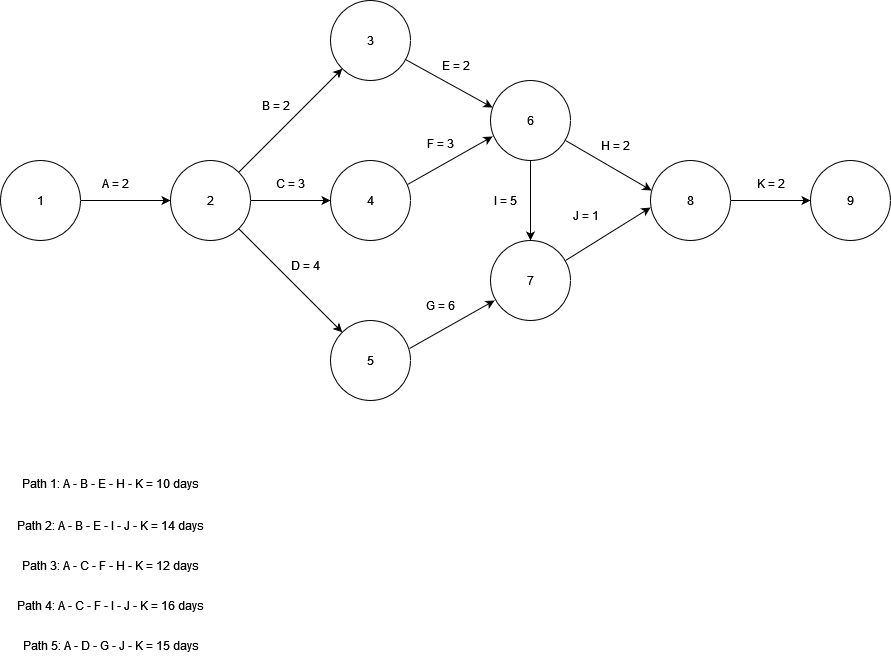 3
E = 2
B = 2
6
F = 3
H = 2
A = 2
C = 3
K = 2
1
2
4
I = 5
8
9
J = 1
D = 4
7
G = 6
5
Path 1: A - B - E - H - K = 10 days
Path 2: A - B - E - I - J - K = 14 days
Path 3: A - C - F - H - K = 12 days
Path 4: A - C - F - I - J - K = 16 days
Path 5: A - D - G - J - K = 15 days